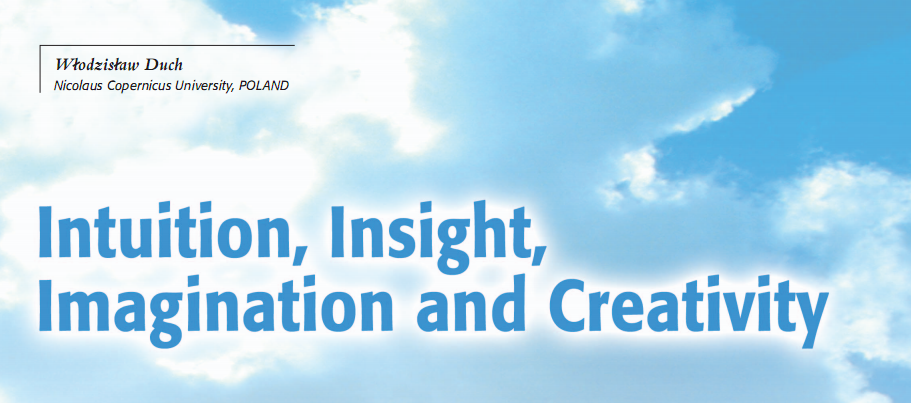 Włodzisław Duch
Nicolaus Copernicus University, POLAND
Intuition, Insight,
Imagination and Creativity